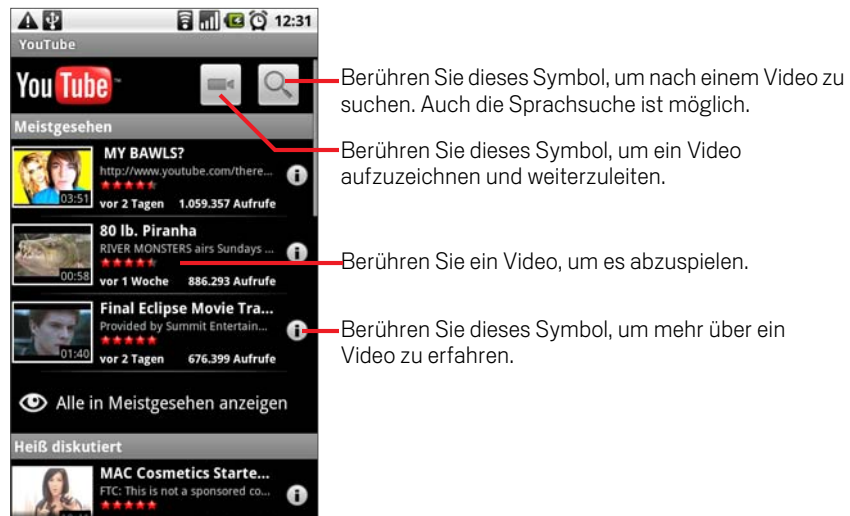 12:31
YouTube
YouTube
Berühren Sie dieses Symbol, um nach einem Video zu
suchen. Auch die Sprachsuche ist möglich.
Meistgesehen
Berühren Sie dieses Symbol, um ein Video
aufzuzeichnen und weiterzuleiten.
MY BAWLS?
http://www.youtube.com/there...
03:51
vor 2 Tagen 1.059.357 Aufrufe
80 lb. Piranha
RIVER MONSTERS airs Sundays ...
00:58
vor 1 Woche 886.293 Aufrufe
Berühren Sie ein Video, um es abzuspielen.
Final Eclipse Movie Tra...
Provided by Summit Entertain...
01:40
vor 2 Tagen 676.399 Aufrufe
Berühren Sie dieses Symbol, um mehr über ein
Video zu erfahren.
Alle in Meistgesehen anzeigen
Heiß diskutiert
MAC Cosmetics Starte...
FTC: This is not a sponsored co...